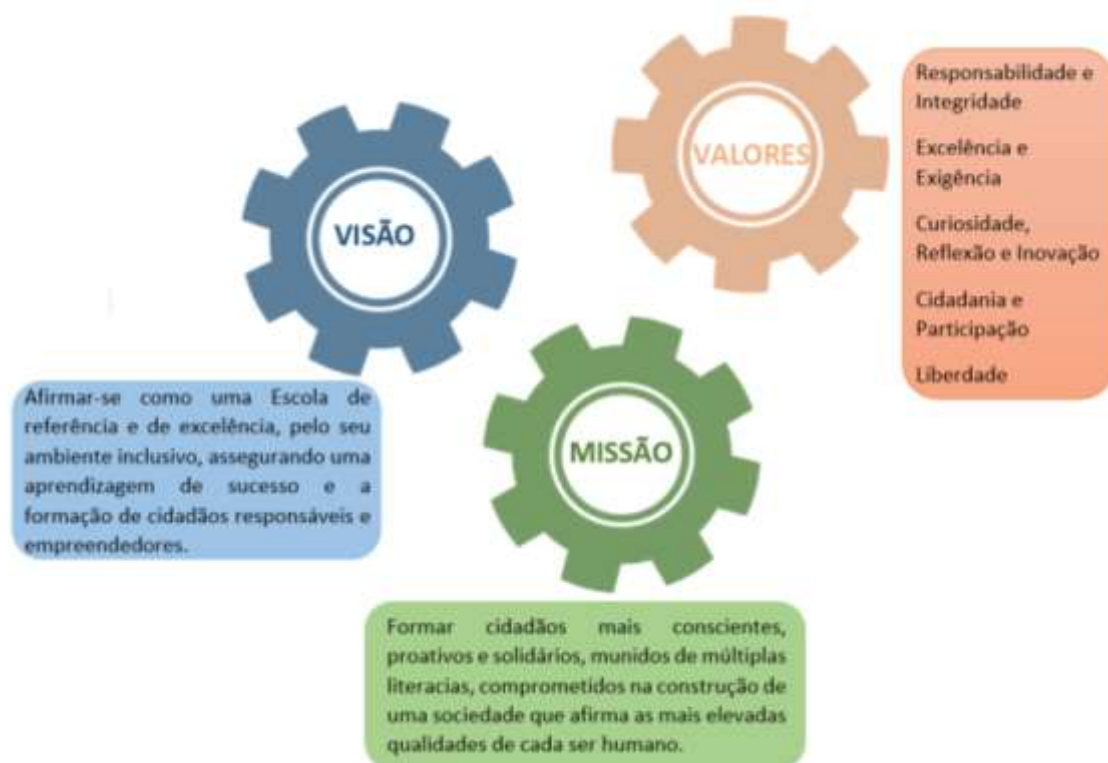 VISÃO
Afirmar-se como uma Escola de
referência e de excelência, pelo seu
ambiente inclusivo, assegurando uma
aprendizagem de sucesso e a
formação de cidadãos responsáveis e
empreendedores.
VALORES
Responsabilidade e
Integridade
Excelência e
Exigência
Curiosidade,
Reflexão e Inovação
Cidadania e
Participação
Liberdade
MISSÃO
Formar cidadãos mais conscientes,
proativos e solidários, munidos de múltiplas
literacias, comprometidos na construção de
uma sociedade que afirma as mais elevadas
qualidades de cada ser humano.